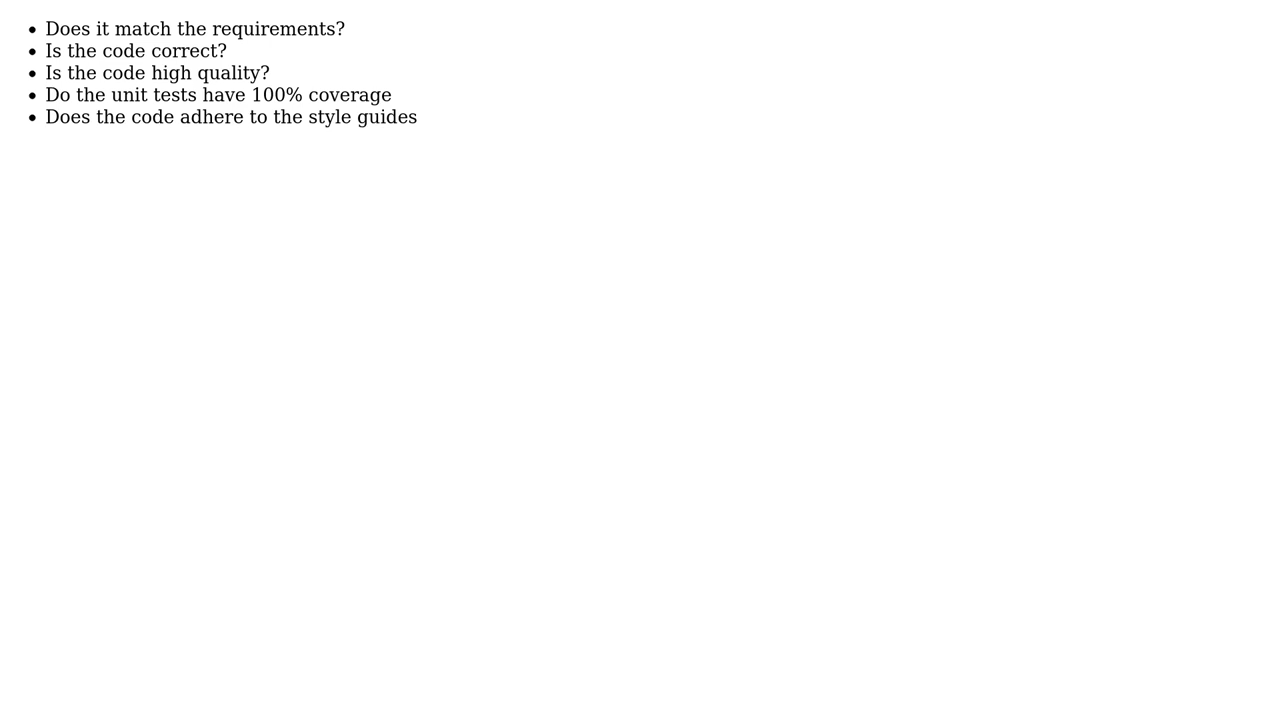 • Does it match the requirements?
• Is the code correct?
• Is the code high quality?
• Do the unit tests have 100% coverage
• Does the code adhere to the style guides